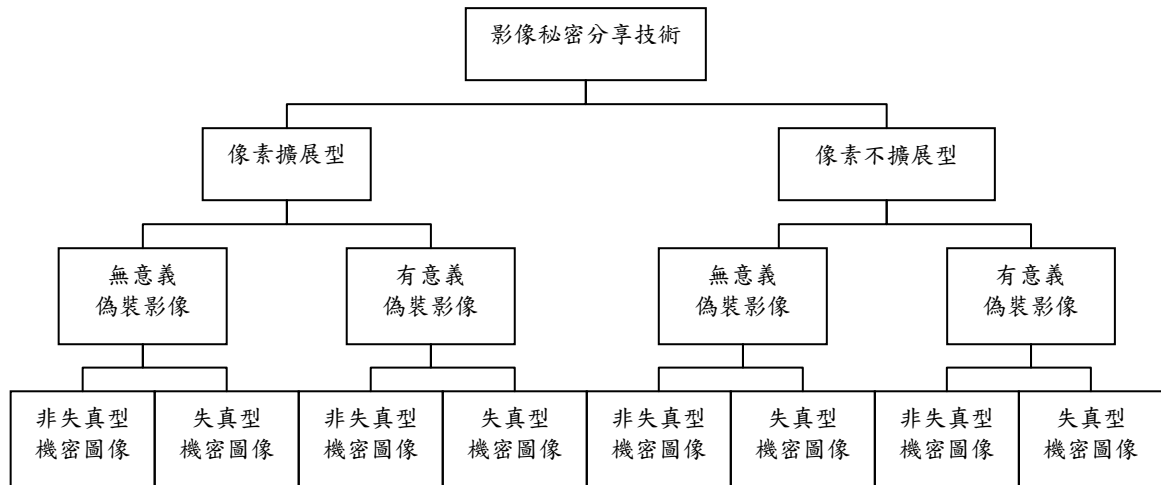 影像秘密分享技術
像素擴展型
像素不擴展型
無意義
偽裝影像
有意義
偽裝影像
無意義
偽裝影像
有意義
偽裝影像
非失真型
機密圖像
失真型
機密圖像
非失真型
機密圖像
失真型
機密圖像
非失真型
機密圖像
失真型
機密圖像
非失真型
機密圖像
失真型
機密圖像